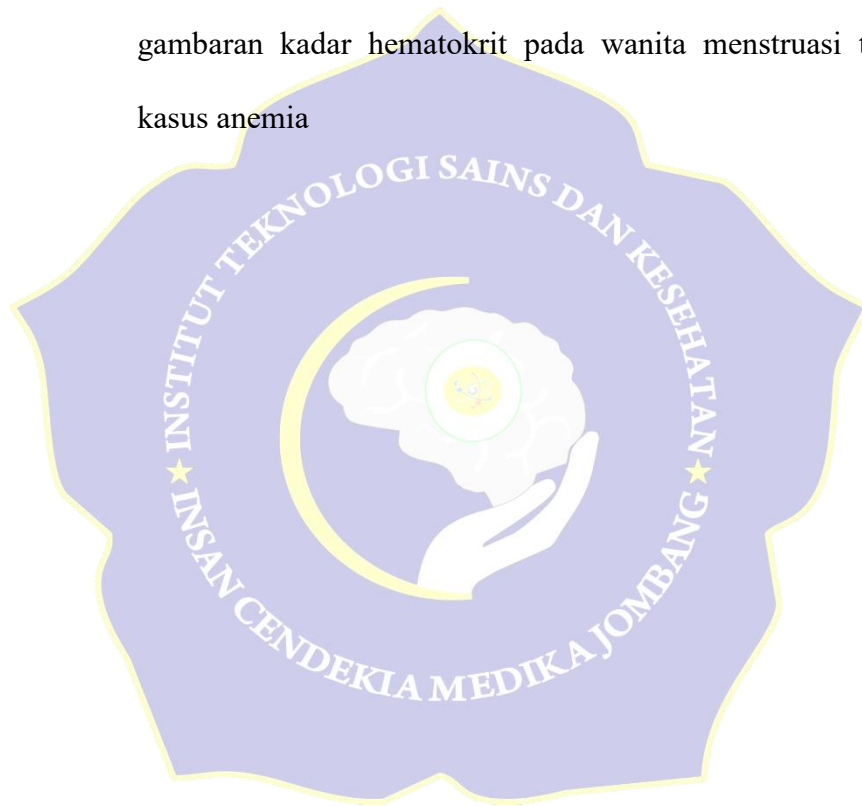 gambaran kadar hematokrit pada wanita menstruasi
kasus anemia
INSTITUT TEKNOLOGI SAINS DAN KESEHATAN
INSAN CENDEKIA MEDIKA JOMBANG